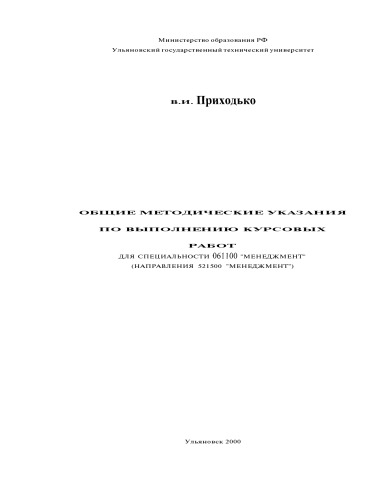 Министерство образования РФ
Ульяновский государственный технический университет
в.и. Приходько
ОБЩИЕ МЕТОДИЧЕСКИЕ УКАЗАНИЯ
ПО ВЫПОЛНЕНИЮ КУРСОВЫХ
РАБОТ
ДЛЯ СПЕЦИАЛЬНОСТИ 061100 "МЕНЕДЖМЕНТ"
(НАПРАВЛЕНИЯ 521500 "МЕНЕДЖМЕНТ")
Ульяновск 2000